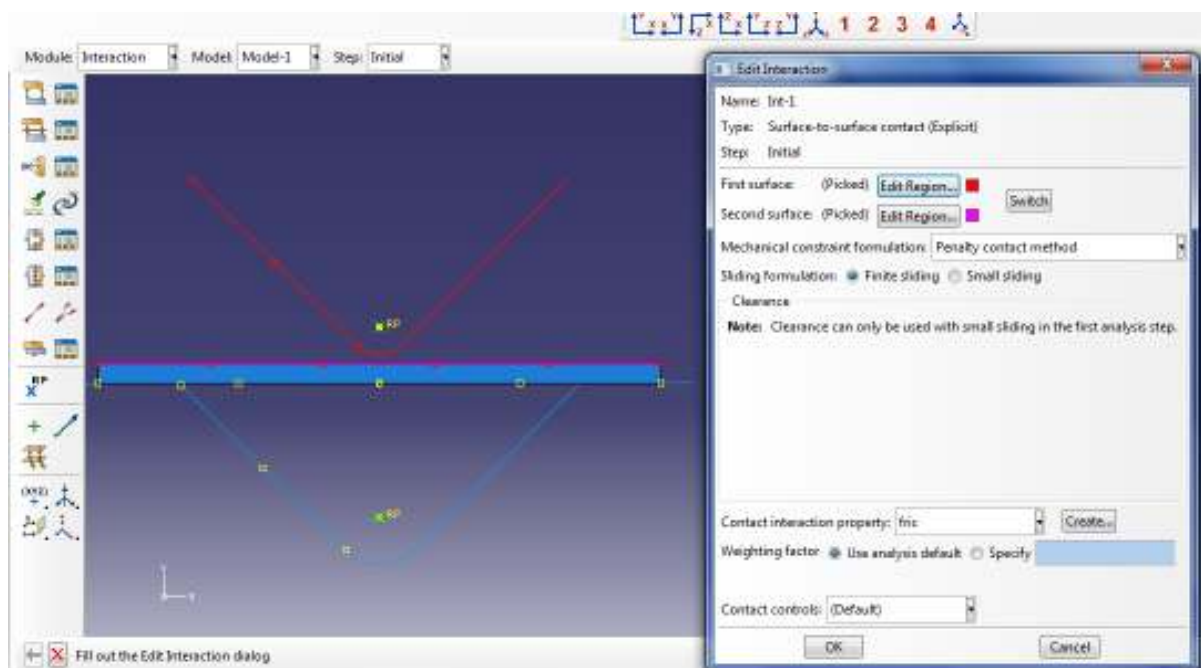 1 2 3 4
Module: Interaction Model: Model-1 Step: Initial
Edit Interaction
Name: Int-1
Type: Surface-to-surface contact (Explicit)
Step: Initial
First surface: (Picked) Edit Region...
Switch
Second surface: (Picked) Edit Region...
Mechanical constraint formulation: Penalty contact method
Sliding formulation: Finite sliding Small sliding
Clearance
Note: Clearance can only be used with small sliding in the first analysis step.
Contact interaction property: fric Create...
Weighting factor Use analysis default Specify
Contact controls: (Default)
OK Cancel
RP
RP
RP
Fill out the Edit Interaction dialog